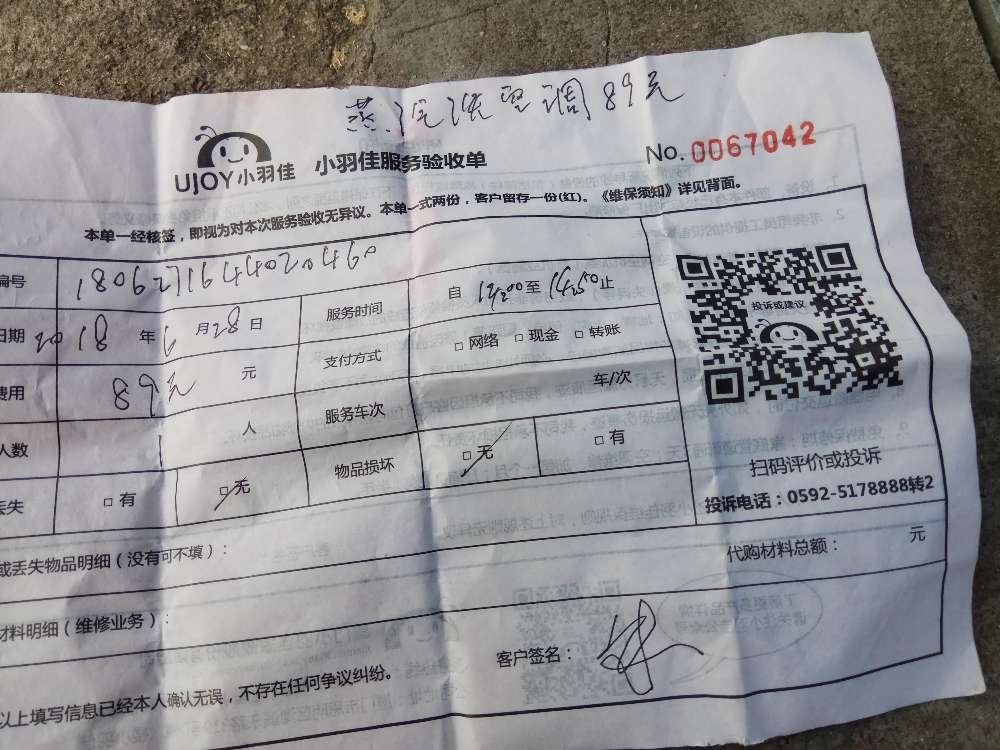 蒸汽洗空调89元
UJOY小羽佳 小羽佳服务验收单 No.0067042
本单一经核签，即视为对本次服务验收无异议。本单一式两份，客户留存一份(红)。《维保须知》详见背面。
编号
日期 2018 年 6 月 28 日 服务时间 自 至 14:50 止
费用 89元 元 支付方式 □ 网络 □ 现金 □ 转账
人数 1 人 服务车次 车/次
丢失 □ 有 □ 无 物品损坏 □ 无 □ 有
投诉或建议
扫码评价或投诉
投诉电话：0592-5178888转2
或丢失物品明细（没有可不填）：
代购材料总额： 元
材料明细（维修业务）：
客户签名：
以上填写信息已经本人确认无误，不存在任何争议纠纷。